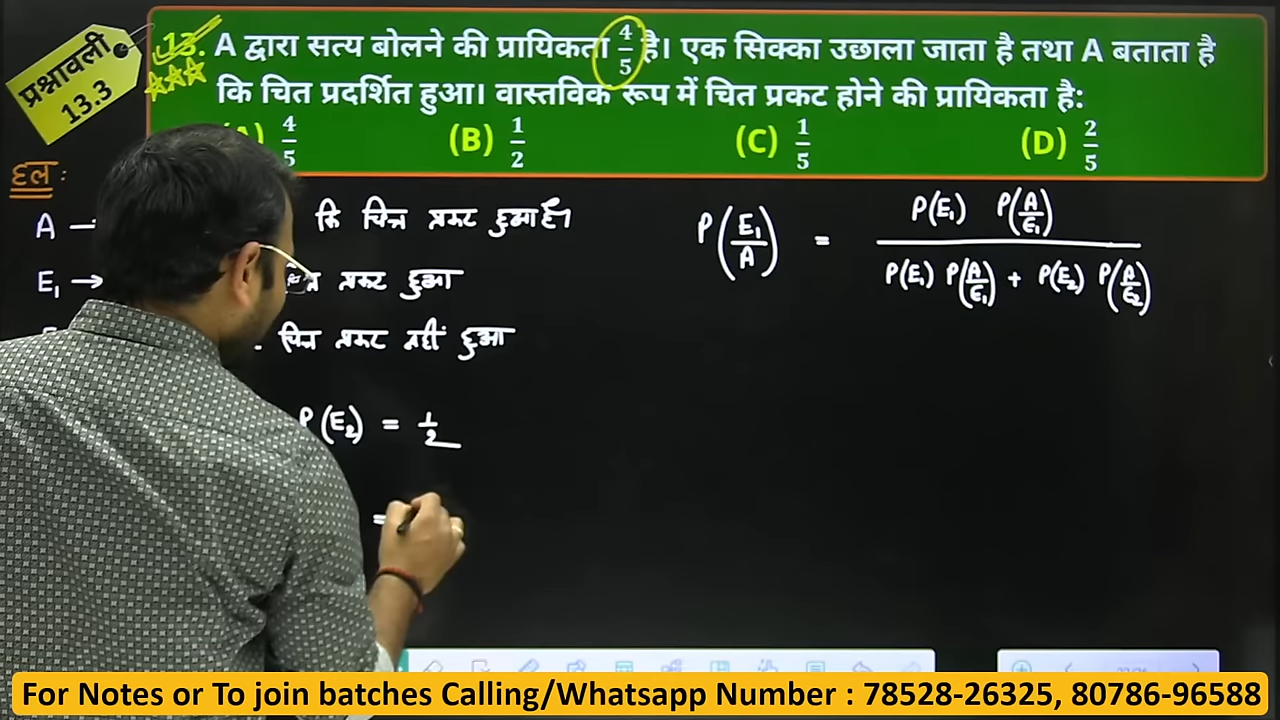 प्रश्नावली
13.3
13. A द्वारा सत्य बोलने की प्रायिकता 4/5 है। एक सिक्का उछाला जाता है तथा A बताता है
कि चित प्रदर्शित हुआ। वास्तविक रूप में चित प्रकट होने की प्रायिकता है:
(A) 4/5 (B) 1/2 (C) 1/5 (D) 2/5
हल :
A → कि चित प्रकट हुआ है।
E₁ → चित प्रकट हुआ
चित प्रकट नहीं हुआ
P(E₂) = 1/2
=
P(E₁/A) = P(E₁) P(A/E₁) / P(E₁) P(A/E₁) + P(E₂) P(A/E₂)
For Notes or To join batches Calling/Whatsapp Number : 78528-26325, 80786-96588